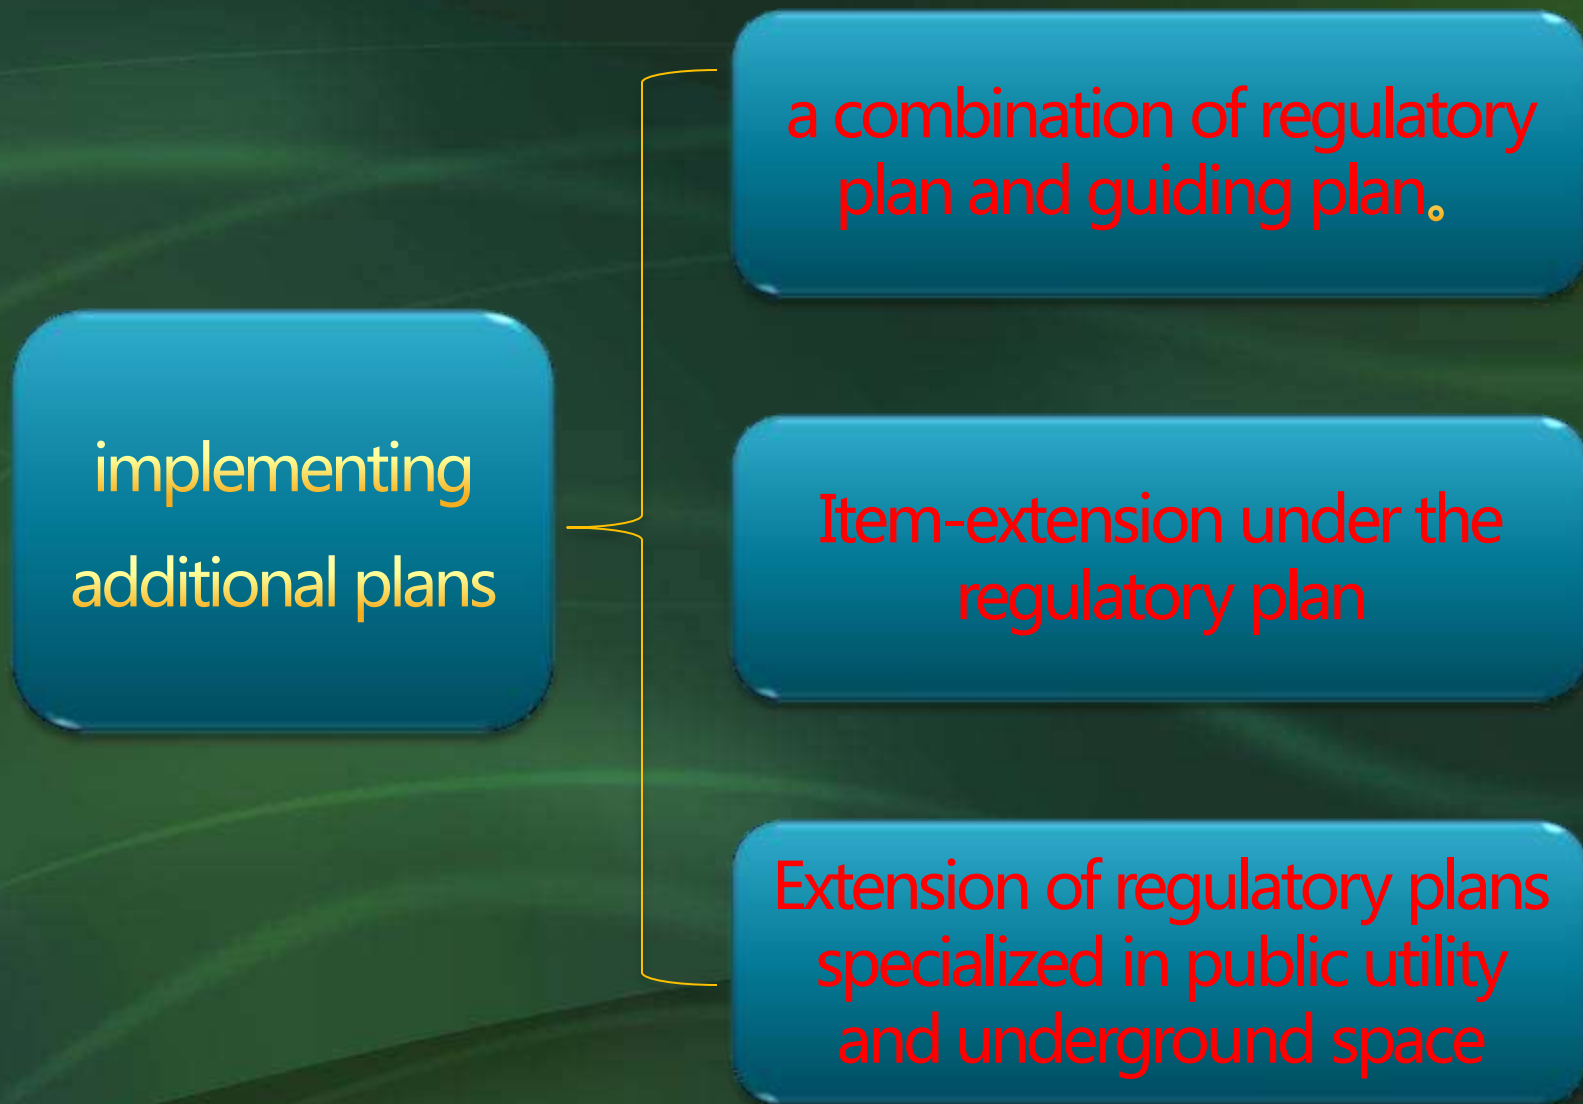 implementing
additional plans
a combination of regulatory
plan and guiding plan。
Item-extension under the
regulatory plan
Extension of regulatory plans
specialized in public utility
and underground space